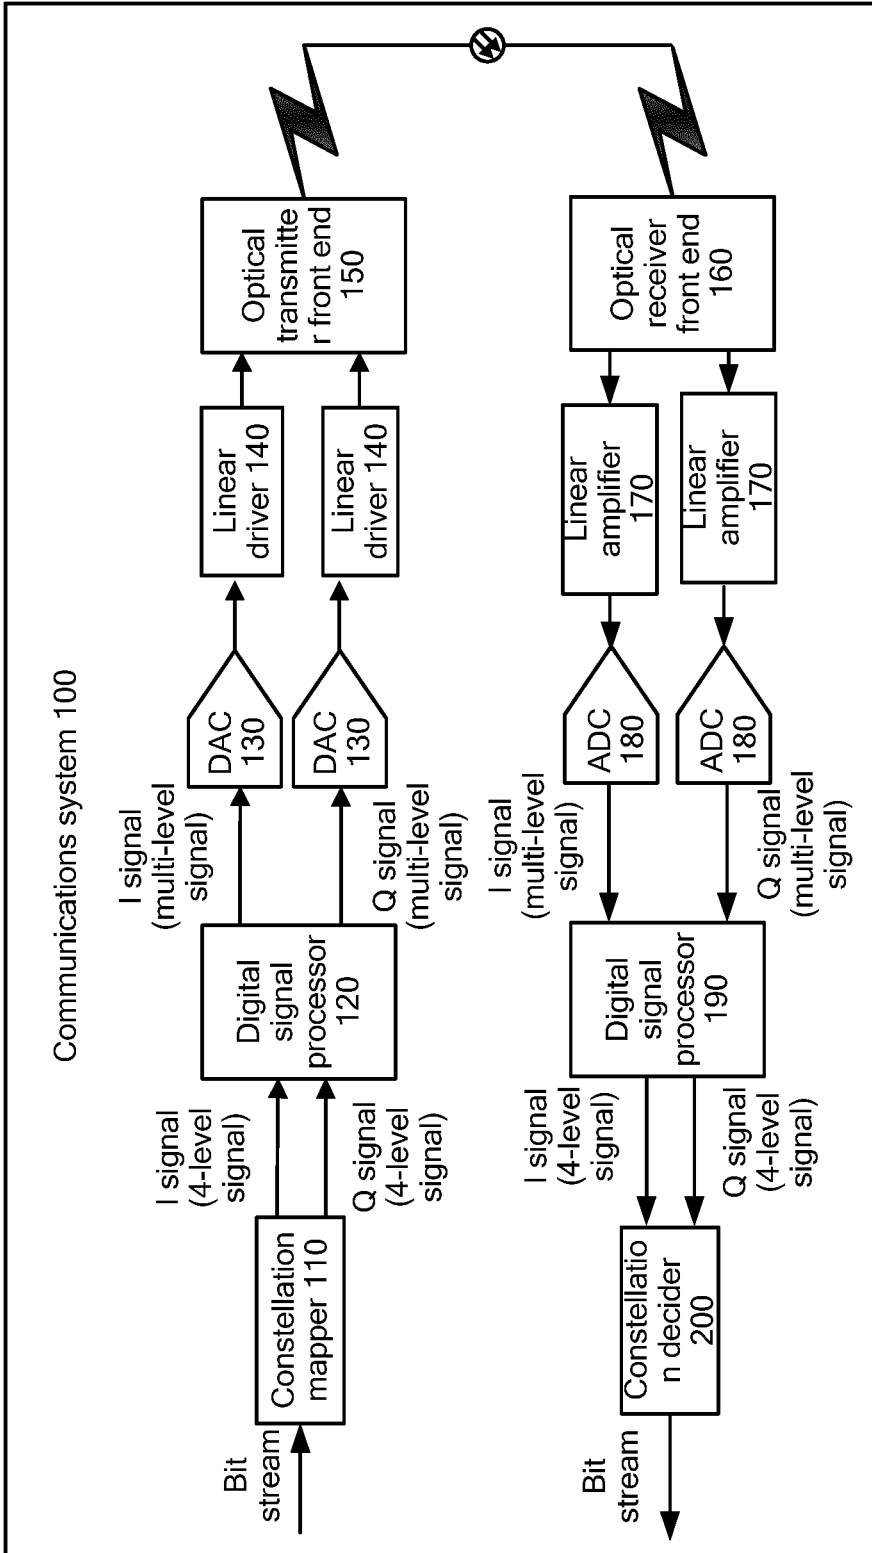 Communications system 100
Bit
stream
Constellation
mapper 110
I signal
(4-level
signal)
Q signal
(4-level
signal)
Digital
signal
processor
120
I signal
(multi-level
signal)
Q signal
(multi-level
signal)
DAC
130
DAC
130
Linear
driver 140
Linear
driver 140
Optical
transmitte
r front end
150
Optical
receiver
front end
160
Linear
amplifier
170
Linear
amplifier
170
ADC
180
ADC
180
I signal
(multi-level
signal)
Q signal
(multi-level
signal)
Digital
signal
processor
190
I signal
(4-level
signal)
Q signal
(4-level
signal)
Constellatio
n decider
200
Bit
stream